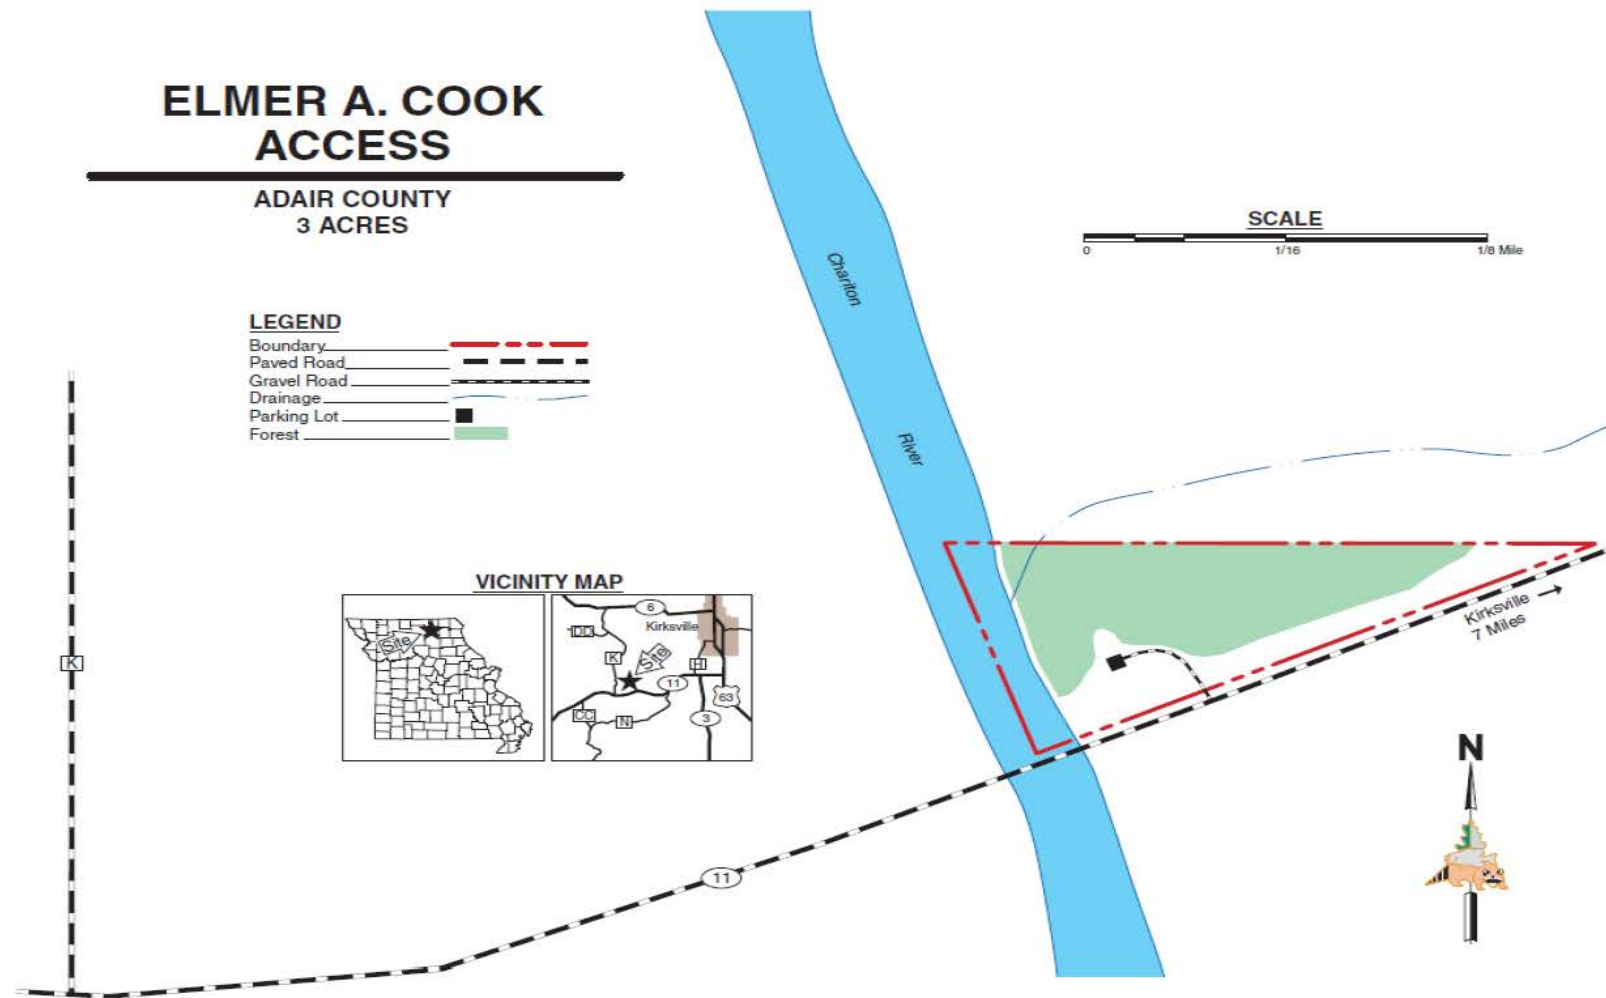 ELMER A. COOK
ACCESS
ADAIR COUNTY
3 ACRES
SCALE
0 1/16 1/8 Mile
Chariton
River
LEGEND
Boundary
Paved Road
Gravel Road
Drainage
Parking Lot
Forest
K
VICINITY MAP
Site
6
Kirksville
DD
K
Site
H
11
63
CC
N
3
Kirksville
7 Miles
N
11